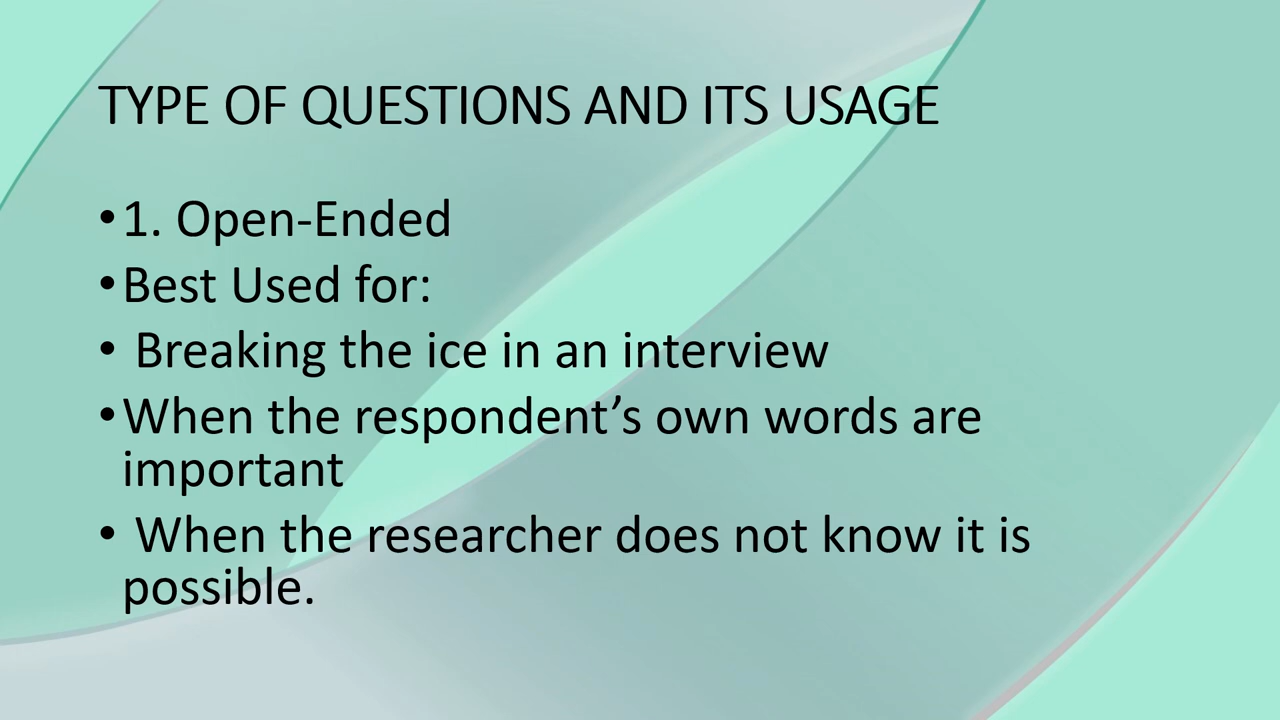 TYPE OF QUESTIONS AND ITS USAGE
•1. Open-Ended
•Best Used for:
• Breaking the ice in an interview
•When the respondent’s own words are
important
• When the researcher does not know it is
possible.